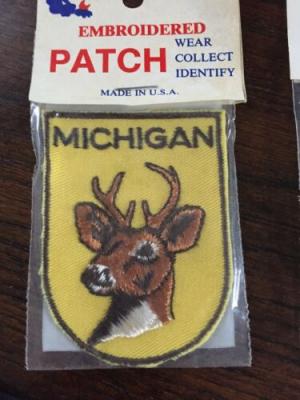 EMBROIDERED
PATCH
WEAR
COLLECT
IDENTIFY
MADE IN U.S.A.
MICHIGAN